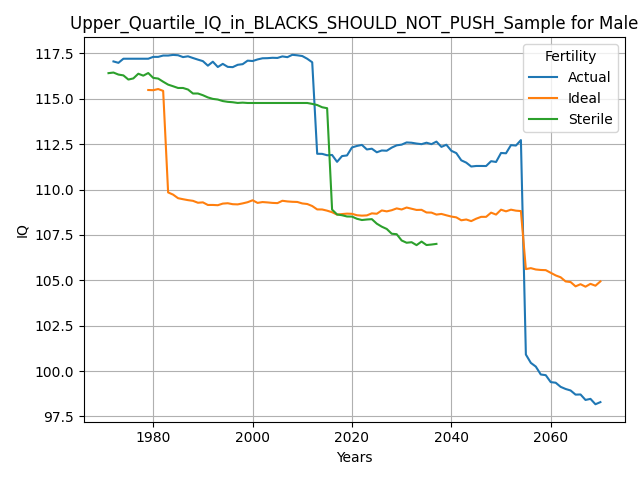 Upper_Quartile_IQ_in_BLACKS_SHOULD_NOT_PUSH_Sample for Male
117.5
115.0
112.5
110.0
107.5
105.0
102.5
100.0
97.5
IQ
1980
2000
2020
2040
2060
Years
Fertility
Actual
Ideal
Sterile